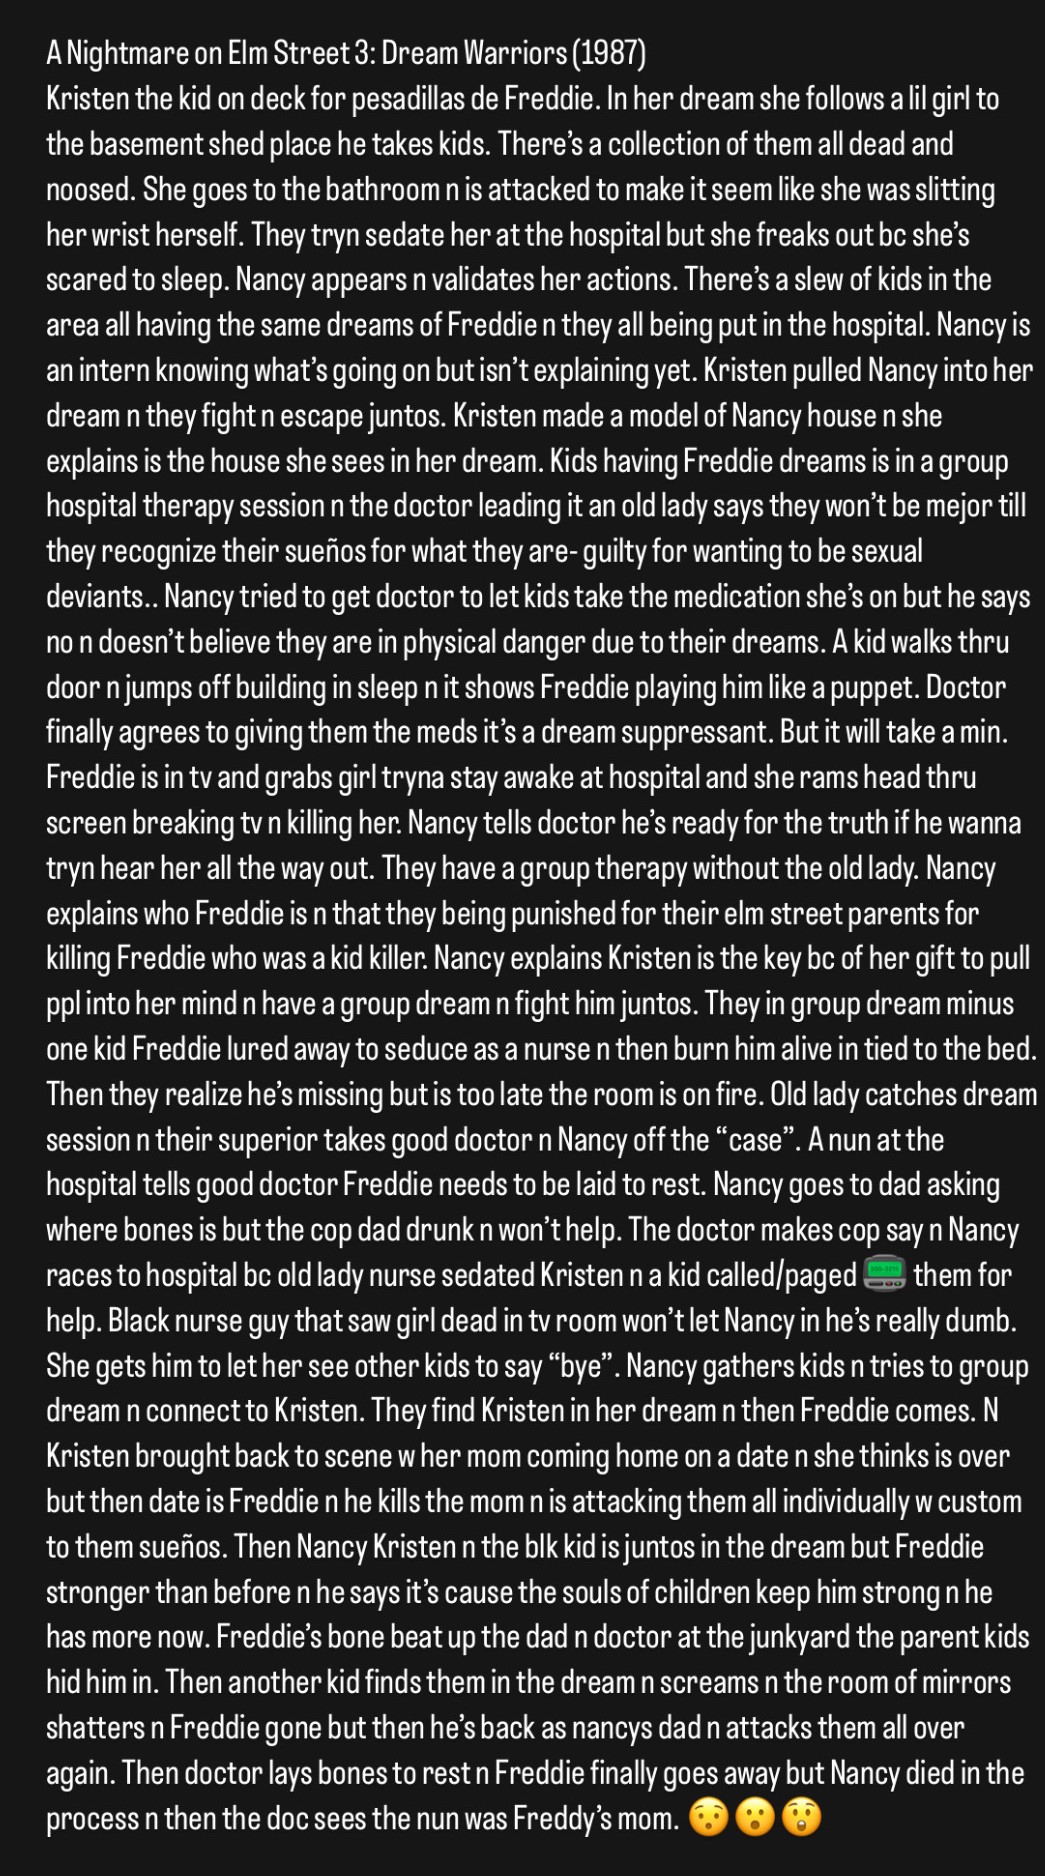 A Nightmare on Elm Street 3: Dream Warriors (1987)
Kristen the kid on deck for pesadillas de Freddie. In her dream she follows a lil girl to
the basement shed place he takes kids. There's a collection of them all dead and
noosed. She goes to the bathroom n is attacked to make it seem like she was slitting
her wrist herself. They tryn sedate her at the hospital but she freaks out bc she's
scared to sleep. Nancy appears n validates her actions. There's a slew of kids in the
area all having the same dreams of Freddie n they all being put in the hospital. Nancy is
an intern knowing what's going on but isn't explaining yet. Kristen pulled Nancy into her
dream n they fight n escape juntos. Kristen made a model of Nancy house n she
explains is the house she sees in her dream. Kids having Freddie dreams is in a group
hospital therapy session n the doctor leading it an old lady says they won't be mejor till
they recognize their sueños for what they are- guilty for wanting to be sexual
deviants.. Nancy tried to get doctor to let kids take the medication she's on but he says
no n doesn't believe they are in physical danger due to their dreams. A kid walks thru
door n jumps off building in sleep n it shows Freddie playing him like a puppet. Doctor
finally agrees to giving them the meds it's a dream suppressant. But it will take a min.
Freddie is in tv and grabs girl tryna stay awake at hospital and she rams head thru
screen breaking tv n killing her. Nancy tells doctor he's ready for the truth if he wanna
tryn hear her all the way out. They have a group therapy without the old lady. Nancy
explains who Freddie is n that they being punished for their elm street parents for
killing Freddie who was a kid killer. Nancy explains Kristen is the key bc of her gift to pull
ppl into her mind n have a group dream n fight him juntos. They in group dream minus
one kid Freddie lured away to seduce as a nurse n then burn him alive in tied to the bed.
Then they realize he's missing but is too late the room is on fire. Old lady catches dream
session n their superior takes good doctor n Nancy off the “case”. A nun at the
hospital tells good doctor Freddie needs to be laid to rest. Nancy goes to dad asking
where bones is but the cop dad drunk n won't help. The doctor makes cop say n Nancy
races to hospital bc old lady nurse sedated Kristen n a kid called/paged 📟 them for
help. Black nurse guy that saw girl dead in tv room won't let Nancy in he's really dumb.
She gets him to let her see other kids to say “bye”. Nancy gathers kids n tries to group
dream n connect to Kristen. They find Kristen in her dream n then Freddie comes. N
Kristen brought back to scene w her mom coming home on a date n she thinks is over
but then date is Freddie n he kills the mom n is attacking them all individually w custom
to them sueños. Then Nancy Kristen n the blk kid is juntos in the dream but Freddie
stronger than before n he says it's cause the souls of children keep him strong n he
has more now. Freddie's bone beat up the dad n doctor at the junkyard the parent kids
hid him in. Then another kid finds them in the dream n screams n the room of mirrors
shatters n Freddie gone but then he's back as nancys dad n attacks them all over
again. Then doctor lays bones to rest n Freddie finally goes away but Nancy died in the
process n then the doc sees the nun was Freddy's mom. 😯😮😲